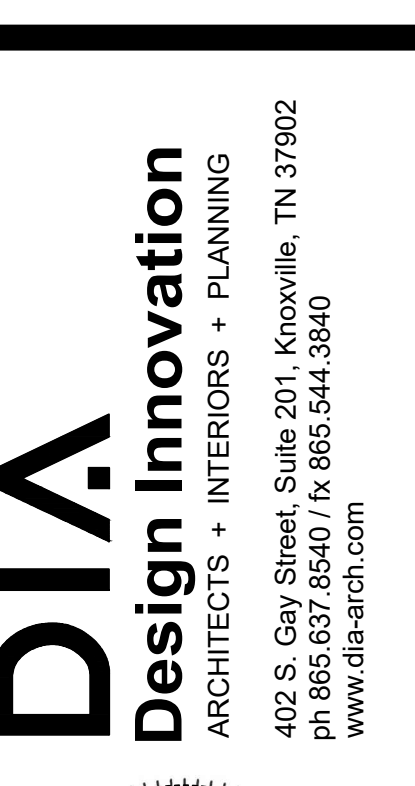 DIA
Design Innovation
ARCHITECTS + INTERIORS + PLANNING
402 S. Gay Street, Suite 201, Knoxville, TN 37902
ph 865.637.8540 / fx 865.544.3840
www.dia-arch.com